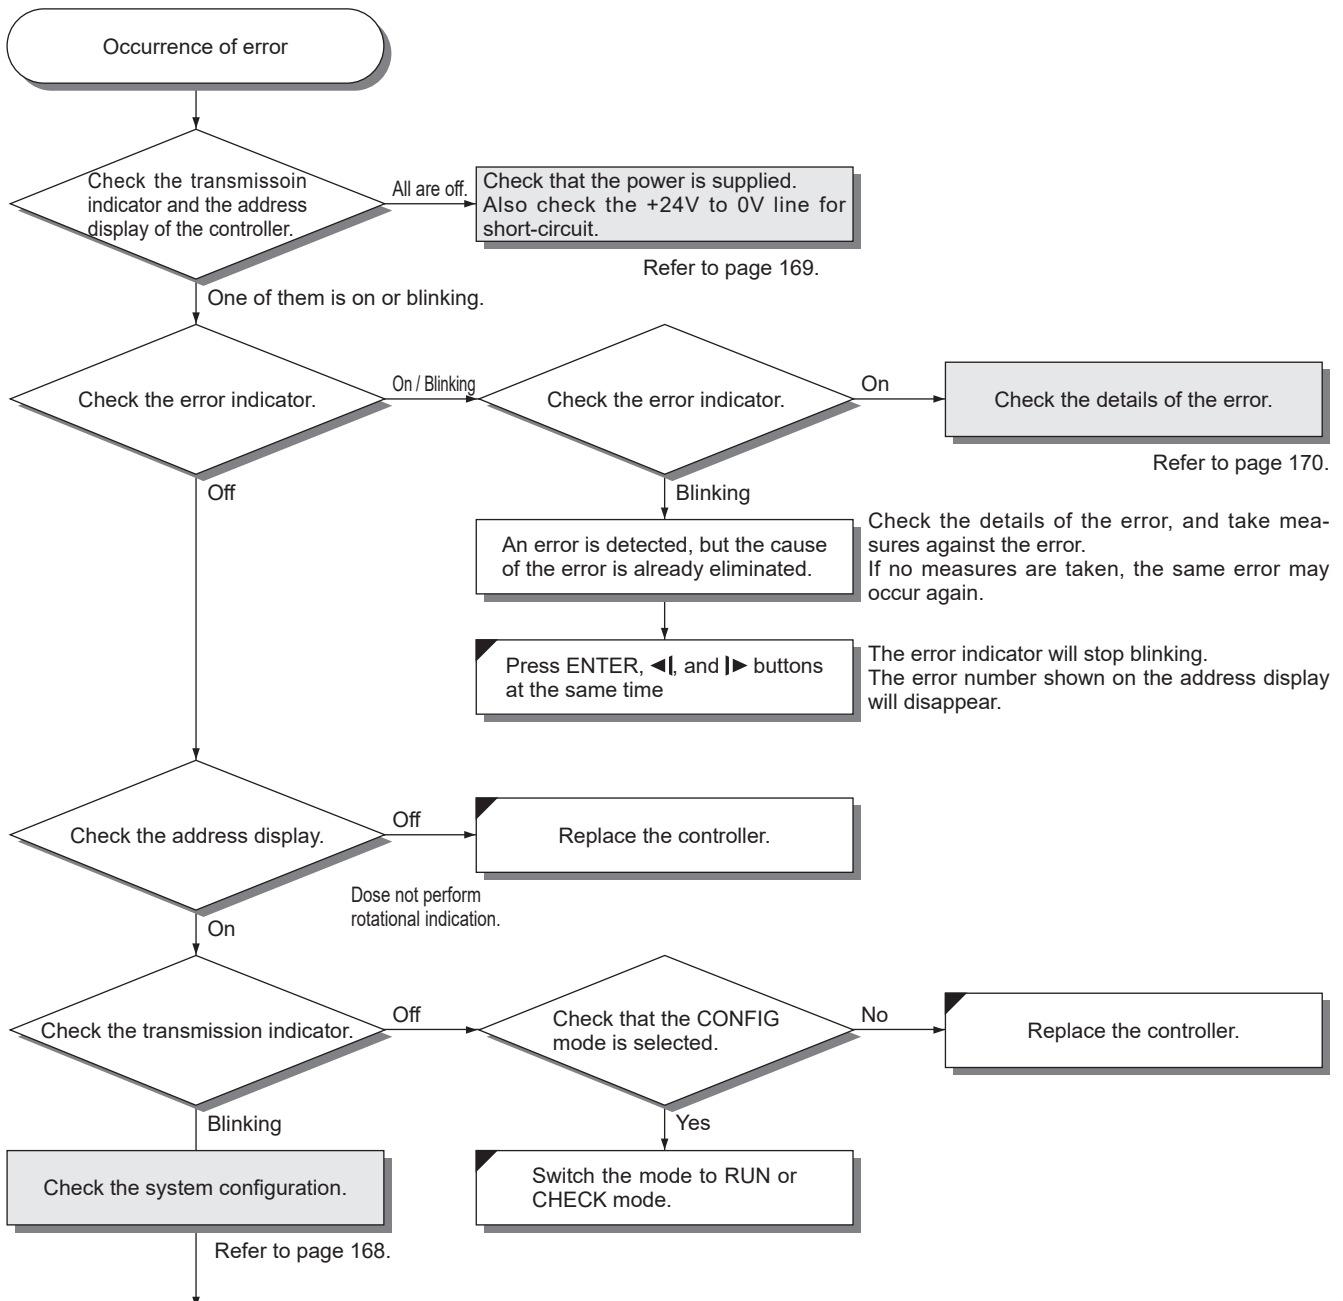 Occurrence of error
Check the transmissoin
indicator and the address
display of the controller.
All are off.
Check that the power is supplied.
Also check the +24V to 0V line for
short-circuit.
Refer to page 169.
One of them is on or blinking.
Check the error indicator.
On / Blinking
Check the error indicator.
On
Check the details of the error.
Refer to page 170.
Off
Blinking
An error is detected, but the cause
of the error is already eliminated.
Check the details of the error, and take mea-
sures against the error.
If no measures are taken, the same error may
occur again.
Press ENTER, ◀|, and |▶ buttons
at the same time
The error indicator will stop blinking.
The error number shown on the address display
will disappear.
Check the address display.
Off
Replace the controller.
Dose not perform
rotational indication.
On
Check the transmission indicator.
Off
Check that the CONFIG
mode is selected.
No
Replace the controller.
Blinking
Yes
Check the system configuration.
Switch the mode to RUN or
CHECK mode.
Refer to page 168.